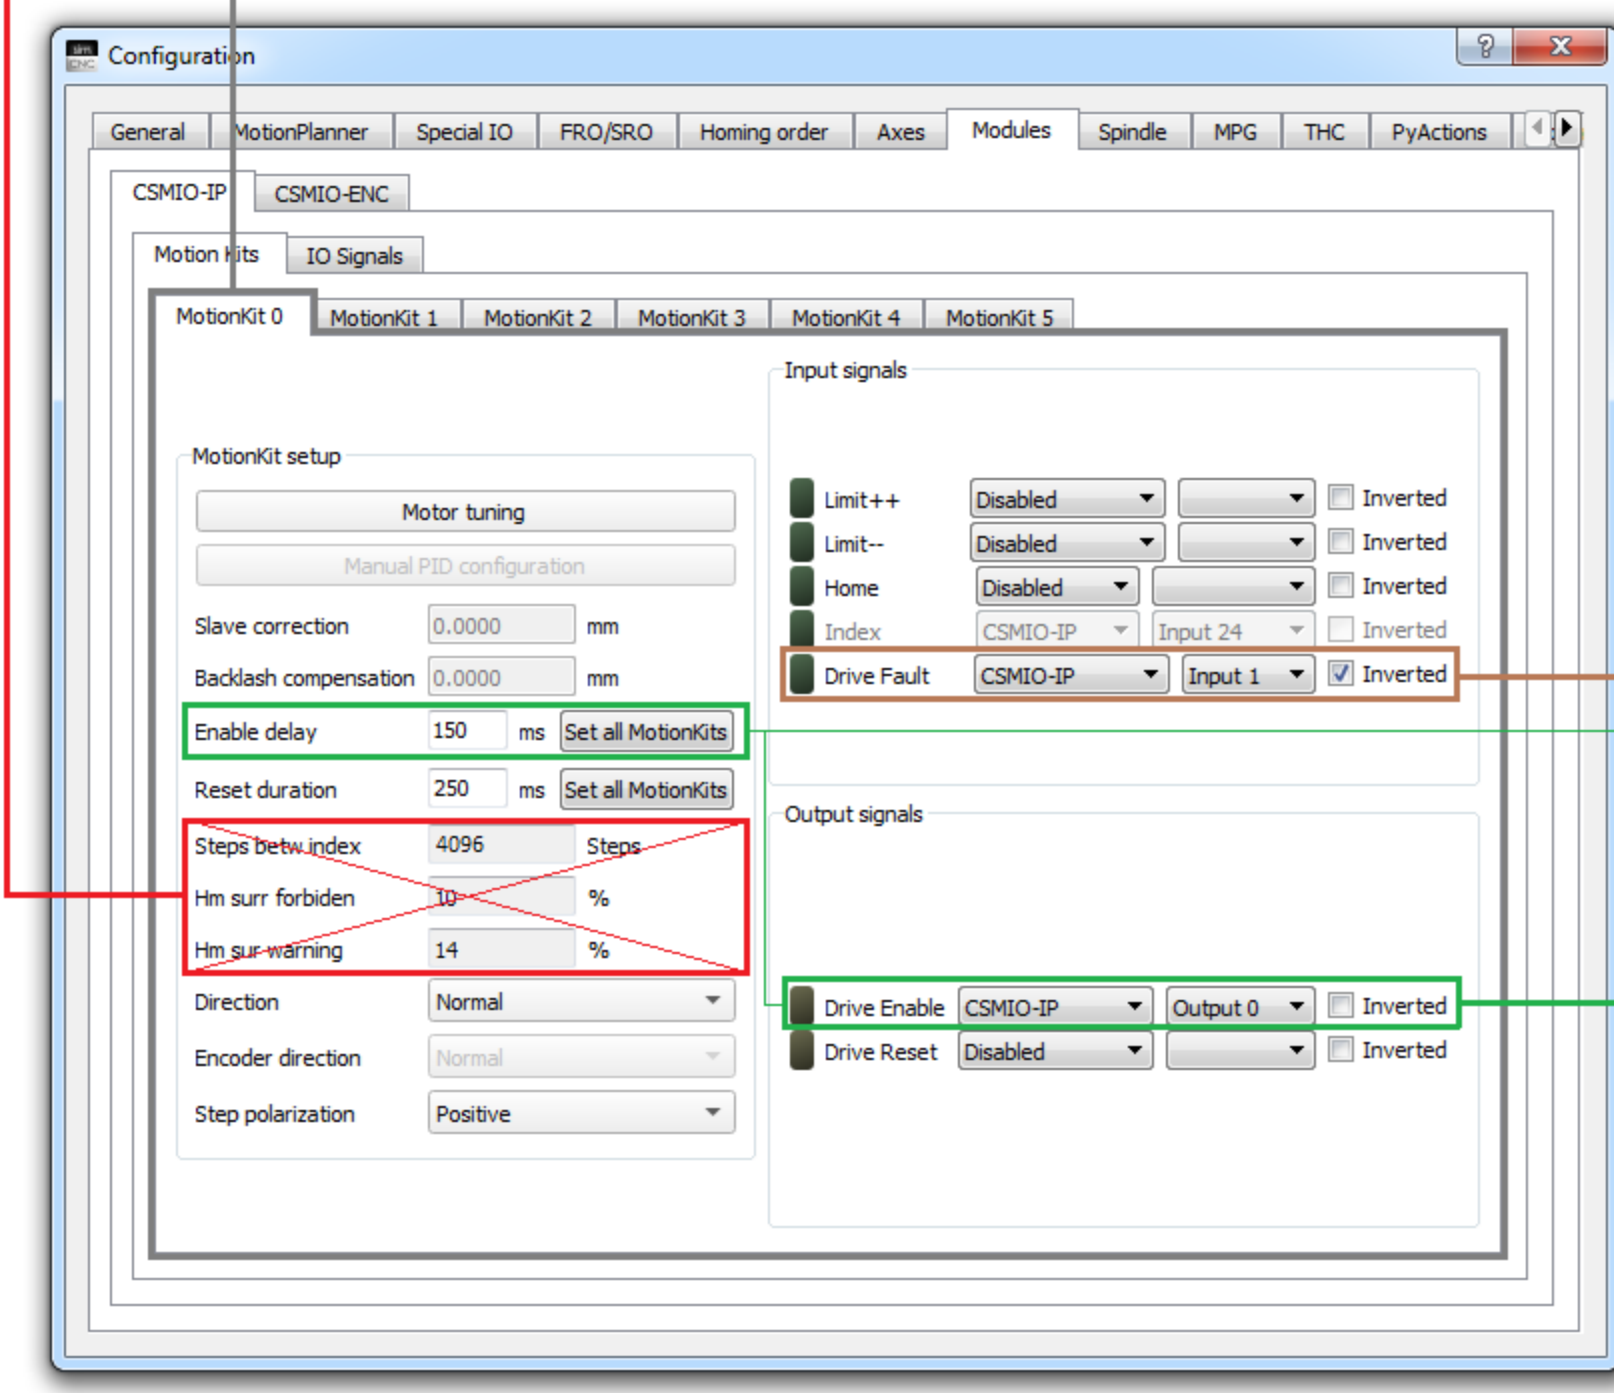 sim CNC
Configuration
General MotionPlanner Special IO FRO/SRO Homing order Axes Modules Spindle MPG THC PyActions
CSMIO-IP CSMIO-ENC
Motion Kits IO Signals
MotionKit 0 MotionKit 1 MotionKit 2 MotionKit 3 MotionKit 4 MotionKit 5
MotionKit setup
Motor tuning
Manual PID configuration
Slave correction 0.0000 mm
Backlash compensation 0.0000 mm
Enable delay 150 ms Set all MotionKits
Reset duration 250 ms Set all MotionKits
Steps betw index 4096 Steps
Hm surr forbiden 10 %
Hm sur warning 14 %
Direction Normal
Encoder direction Normal
Step polarization Positive
Input signals
Limit++ Disabled Inverted
Limit-- Disabled Inverted
Home Disabled Inverted
Index CSMIO-IP Input 24 Inverted
Drive Fault CSMIO-IP Input 1 Inverted
Output signals
Drive Enable CSMIO-IP Output 0 Inverted
Drive Reset Disabled Inverted